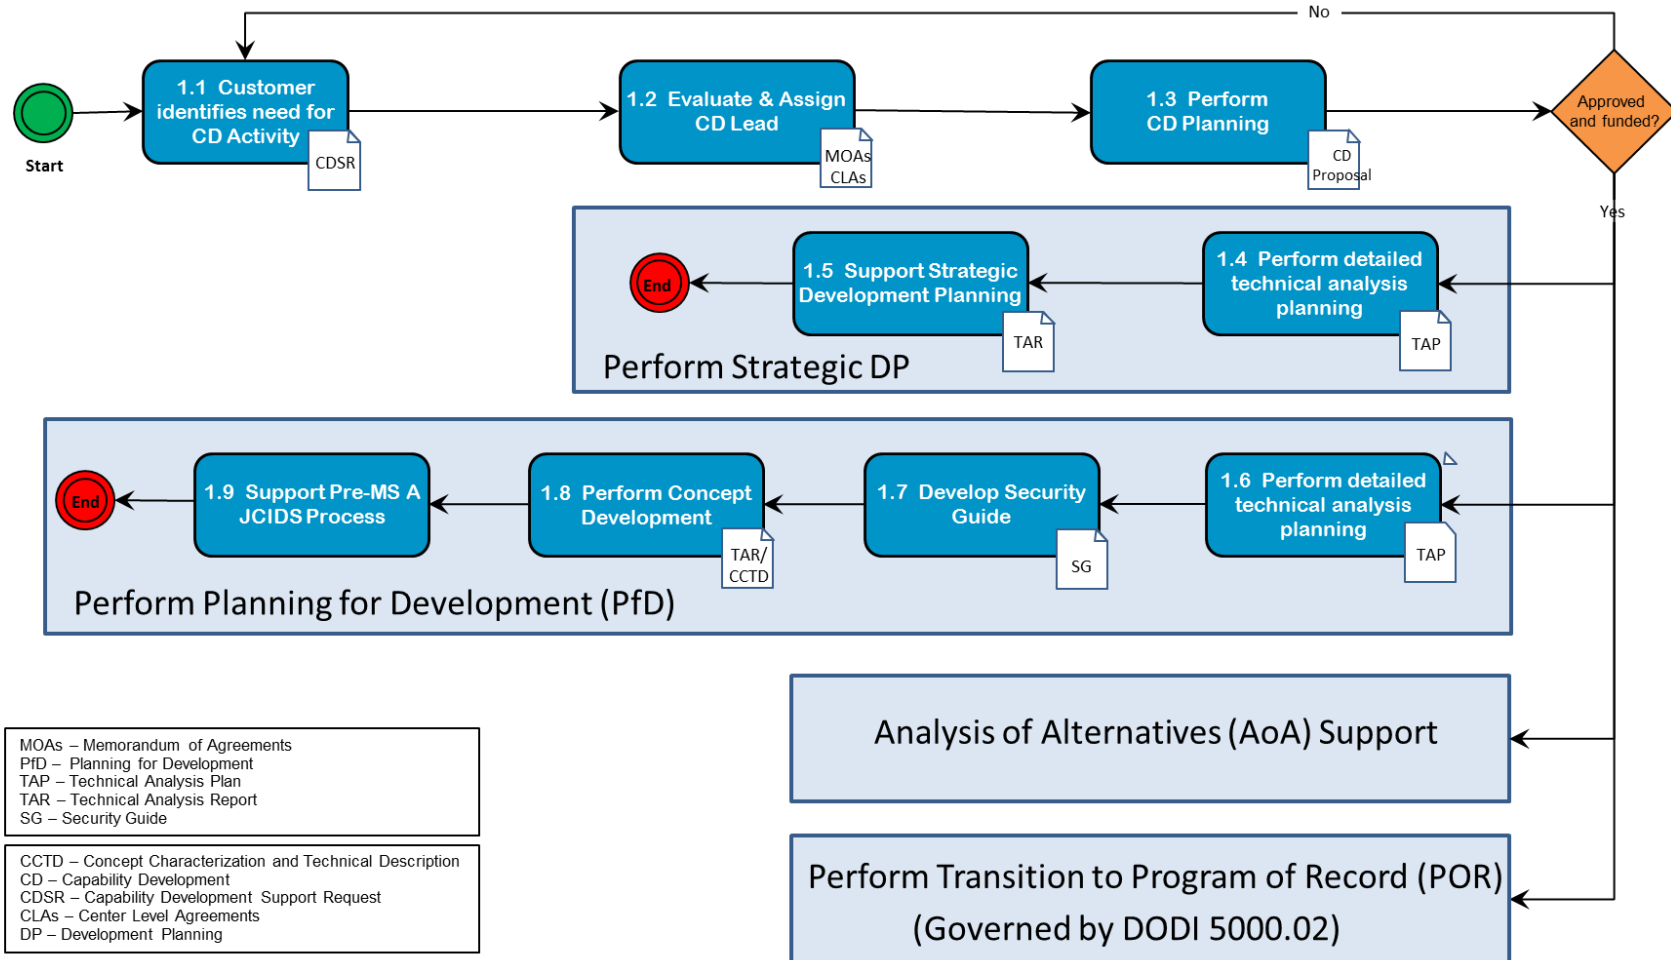 No
1.1 Customer
identifies need for
CD Activity
CDSR
Start
1.2 Evaluate & Assign
CD Lead
MOAs
CLAs
1.3 Perform
CD Planning
CD
Proposal
Approved
and funded?
Yes
1.4 Perform detailed
technical analysis
planning
TAP
1.5 Support Strategic
Development Planning
TAR
End
Perform Strategic DP
1.6 Perform detailed
technical analysis
planning
TAP
1.7 Develop Security
Guide
SG
1.8 Perform Concept
Development
TAR/
CCTD
1.9 Support Pre-MS A
JCIDS Process
End
Perform Planning for Development (PfD)
Analysis of Alternatives (AoA) Support
Perform Transition to Program of Record (POR)
(Governed by DODI 5000.02)
MOAs – Memorandum of Agreements
PfD – Planning for Development
TAP – Technical Analysis Plan
TAR – Technical Analysis Report
SG – Security Guide
CCTD – Concept Characterization and Technical Description
CD – Capability Development
CDSR – Capability Development Support Request
CLAs – Center Level Agreements
DP – Development Planning